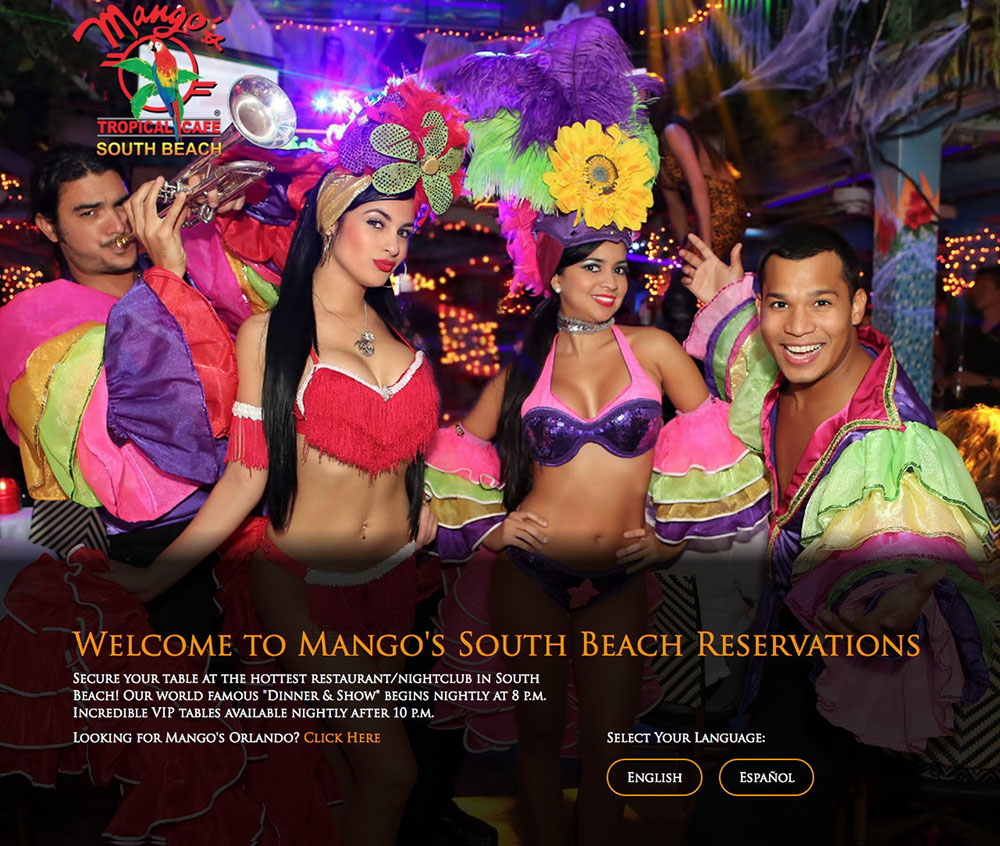 Mango's
®
TROPICAL CAFE
SOUTH BEACH
Welcome to Mango's South Beach Reservations
Secure your table at the hottest restaurant/nightclub in South
Beach! Our world famous "Dinner & Show" begins nightly at 8 p.m.
Incredible VIP tables available nightly after 10 p.m.
Looking for Mango's Orlando? Click Here
Select Your Language:
English
Español